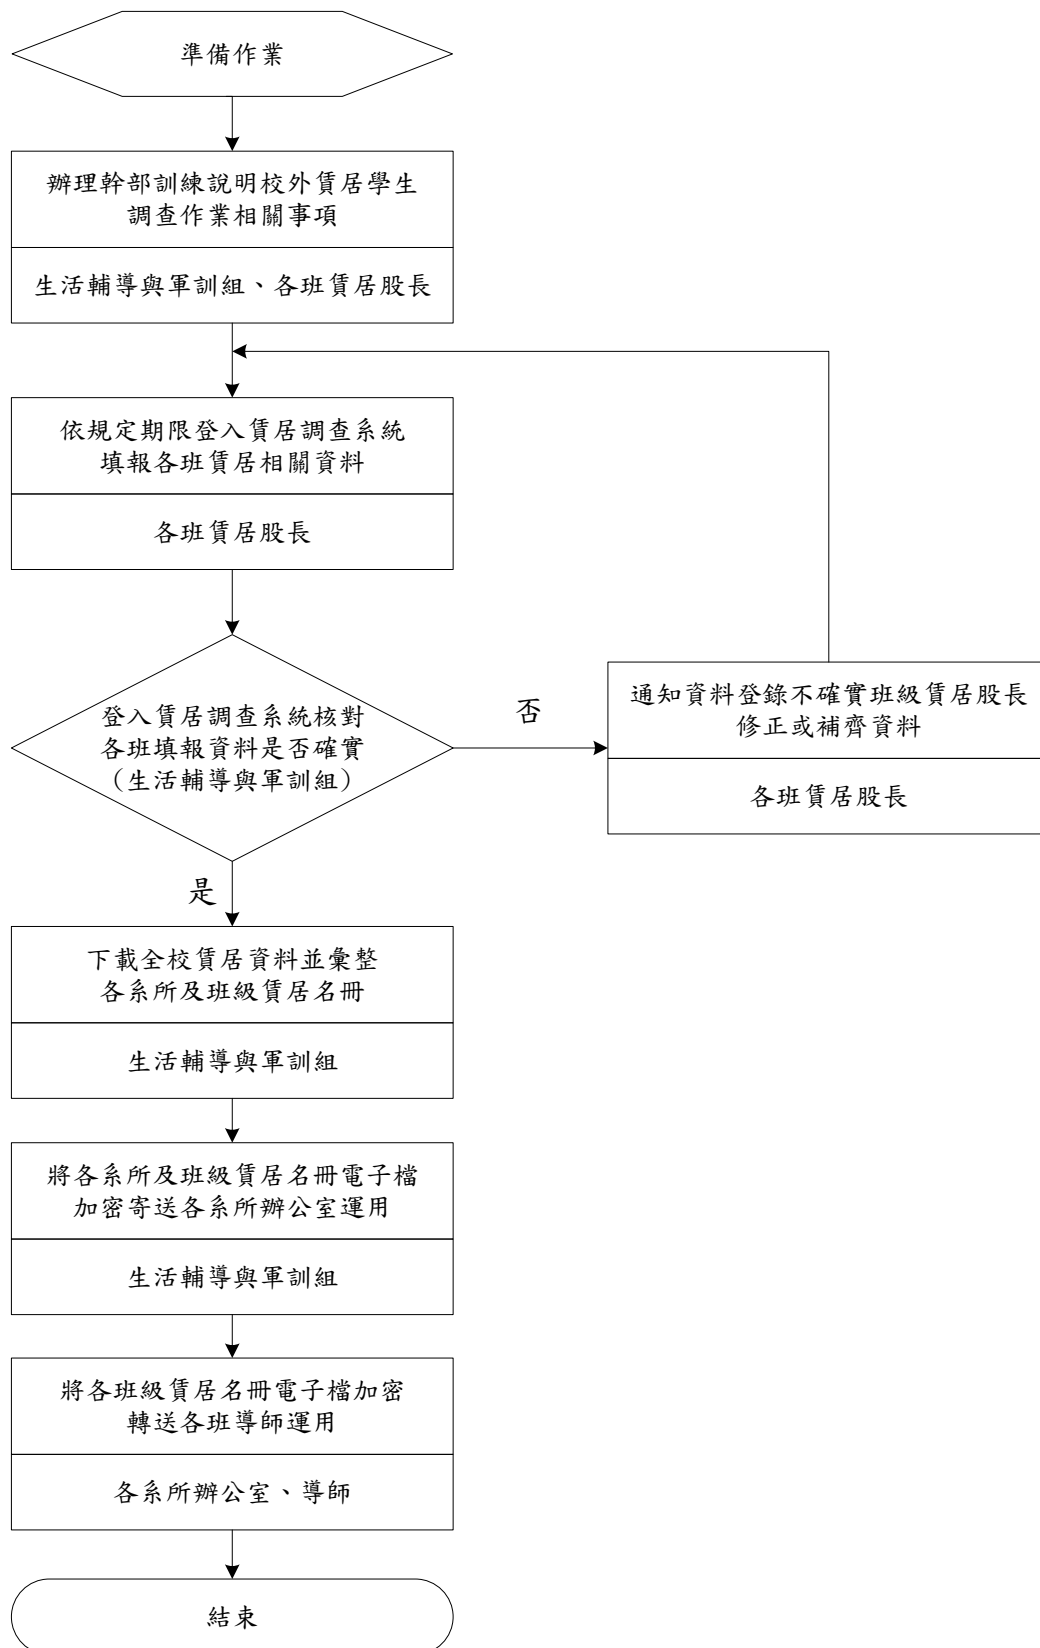 準備作業
辦理幹部訓練說明校外賃居學生
調查作業相關事項
生活輔導與軍訓組、各班賃居股長
依規定期限登入賃居調查系統
填報各班賃居相關資料
各班賃居股長
登入賃居調查系統核對
各班填報資料是否確實
（生活輔導與軍訓組）
否
通知資料登錄不確實班級賃居股長
修正或補齊資料
各班賃居股長
是
下載全校賃居資料並彙整
各系所及班級賃居名冊
生活輔導與軍訓組
將各系所及班級賃居名冊電子檔
加密寄送各系所辦公室運用
生活輔導與軍訓組
將各班級賃居名冊電子檔加密
轉送各班導師運用
各系所辦公室、導師
結束